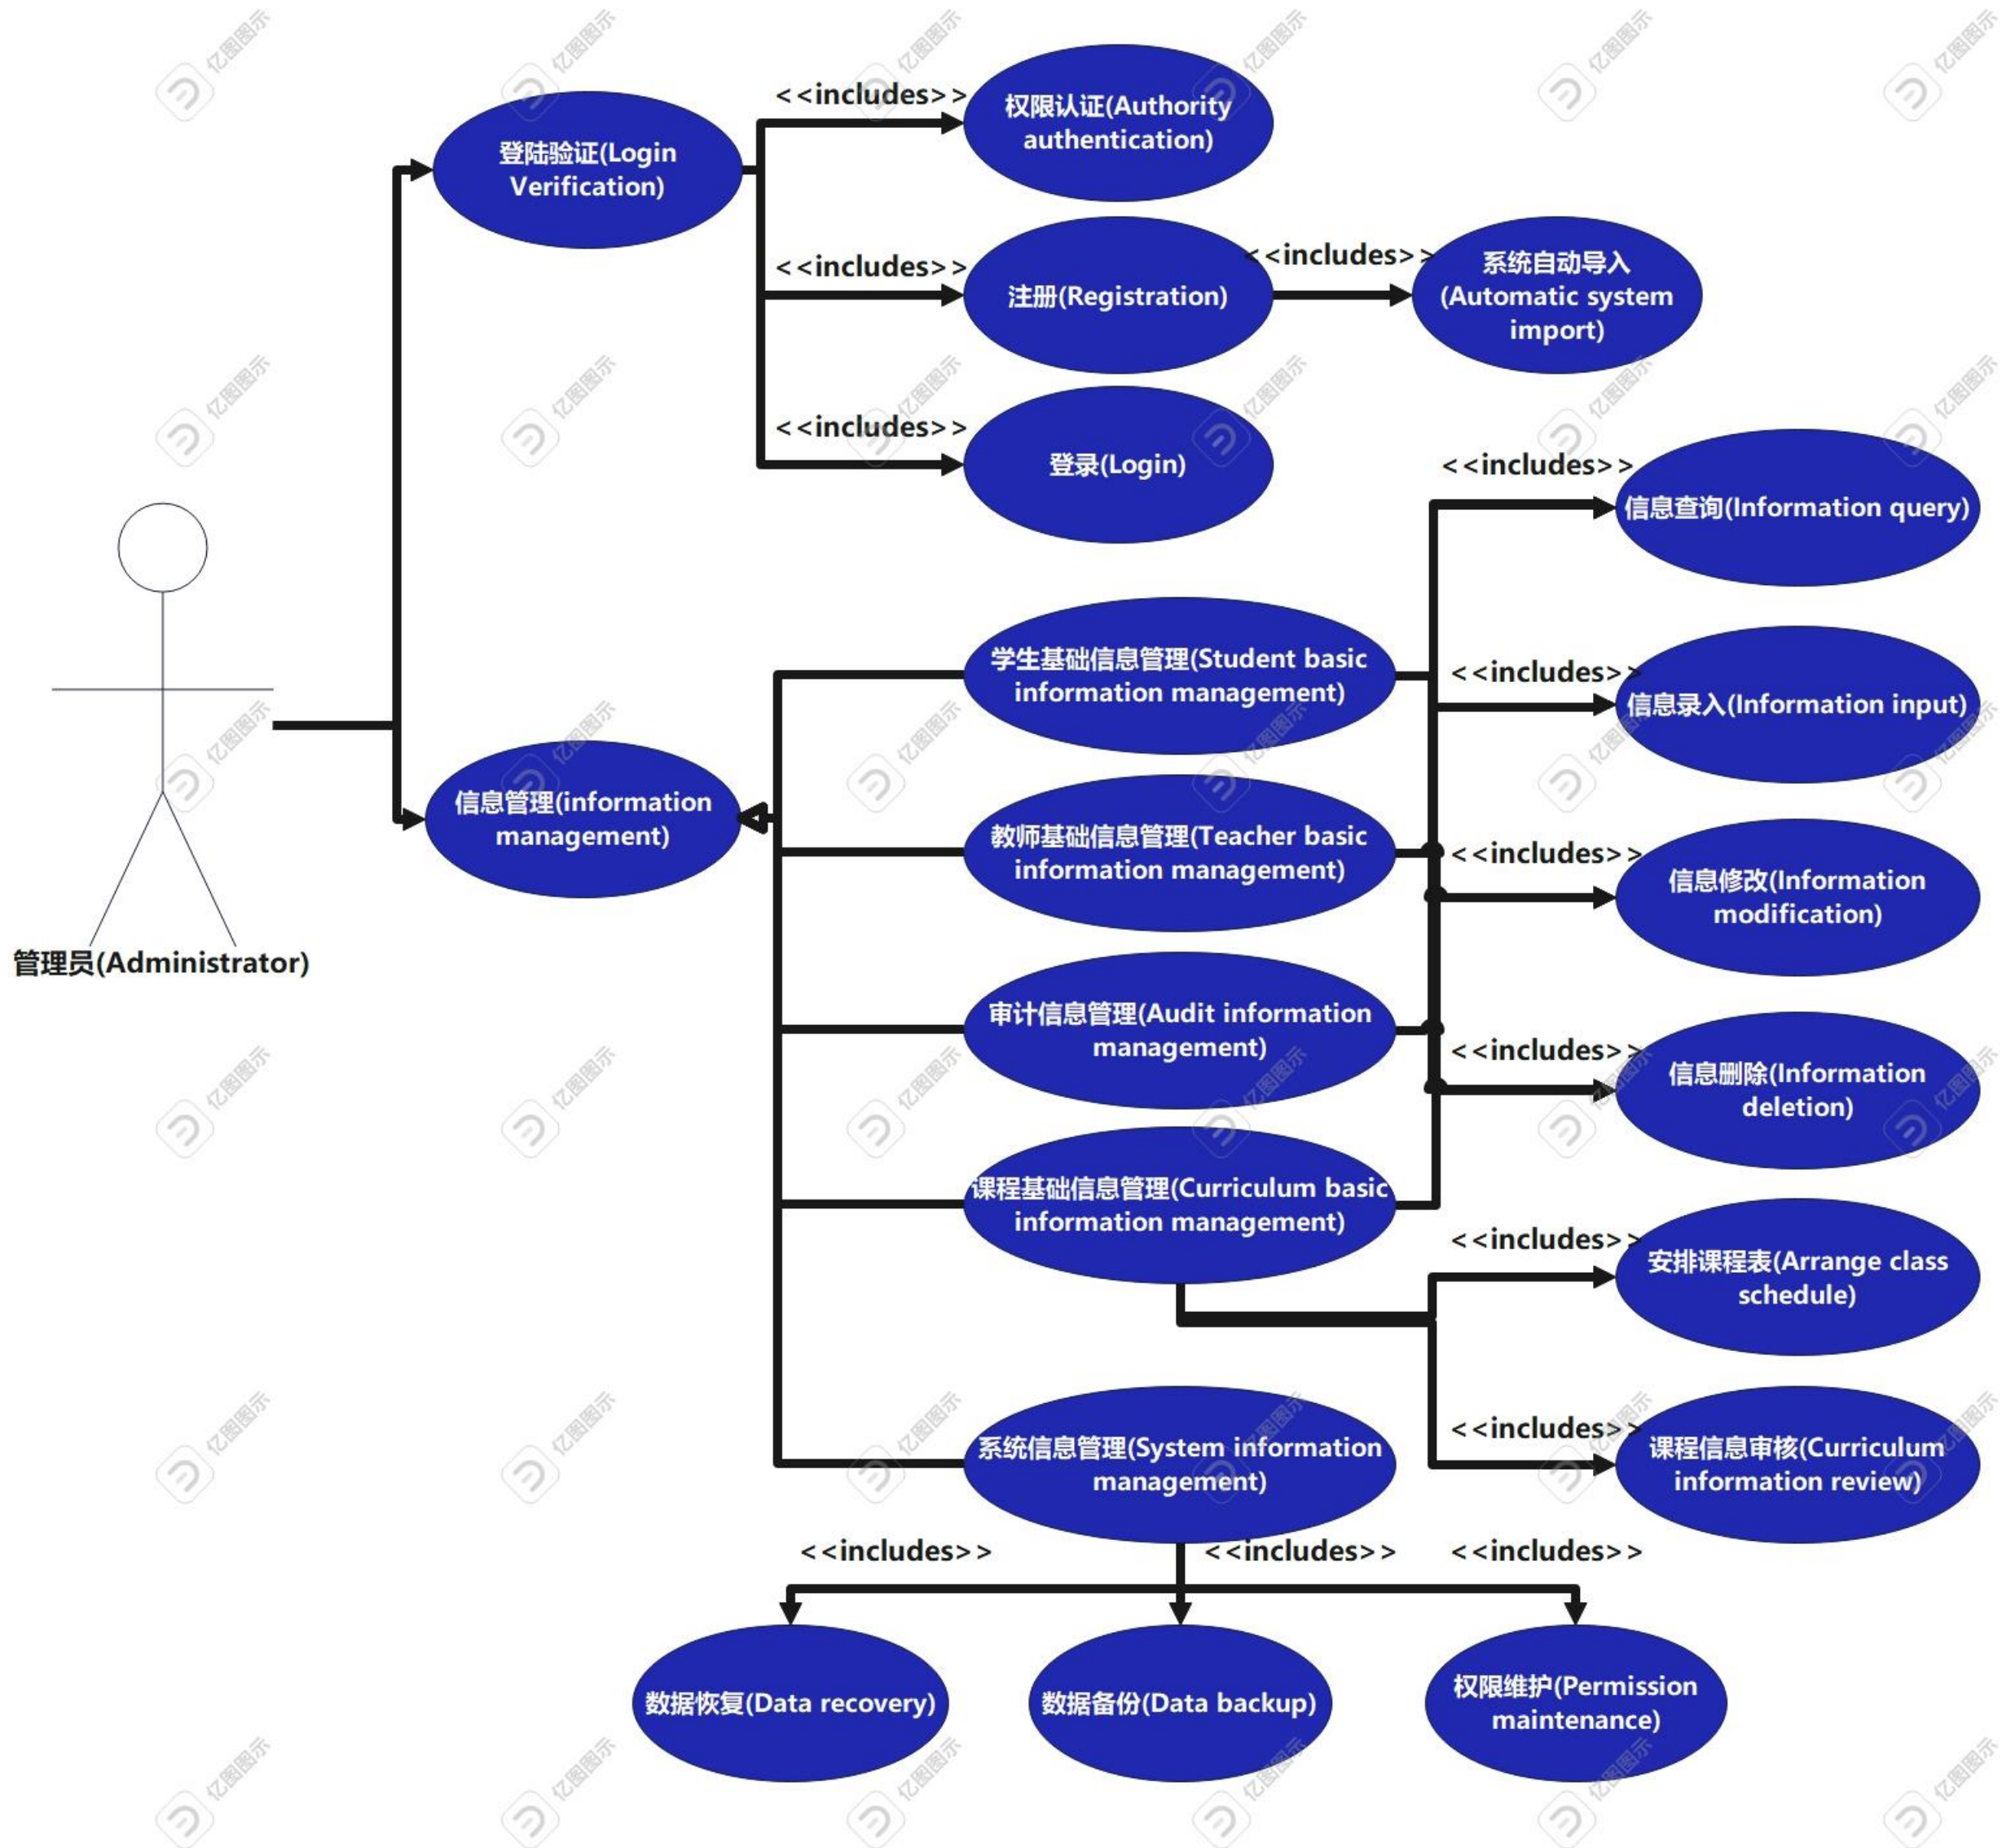 <<includes>>
权限认证(Authority
authentication)
登陆验证(Login
Verification)
<<includes>>
注册(Registration)
<<includes>>
系统自动导入
(Automatic system
import)
<<includes>>
登录(Login)
<<includes>>
信息查询(Information query)
学生基础信息管理(Student basic
information management)
<<includes>>
信息录入(Information input)
信息管理(information
management)
教师基础信息管理(Teacher basic
information management)
<<includes>>
信息修改(Information
modification)
管理员(Administrator)
审计信息管理(Audit information
management)
<<includes>>
信息删除(Information
deletion)
课程基础信息管理(Curriculum basic
information management)
<<includes>>
安排课程表(Arrange class
schedule)
系统信息管理(System information
management)
<<includes>>
课程信息审核(Curriculum
information review)
<<includes>>
<<includes>>
<<includes>>
数据恢复(Data recovery)
数据备份(Data backup)
权限维护(Permission
maintenance)
亿图图示